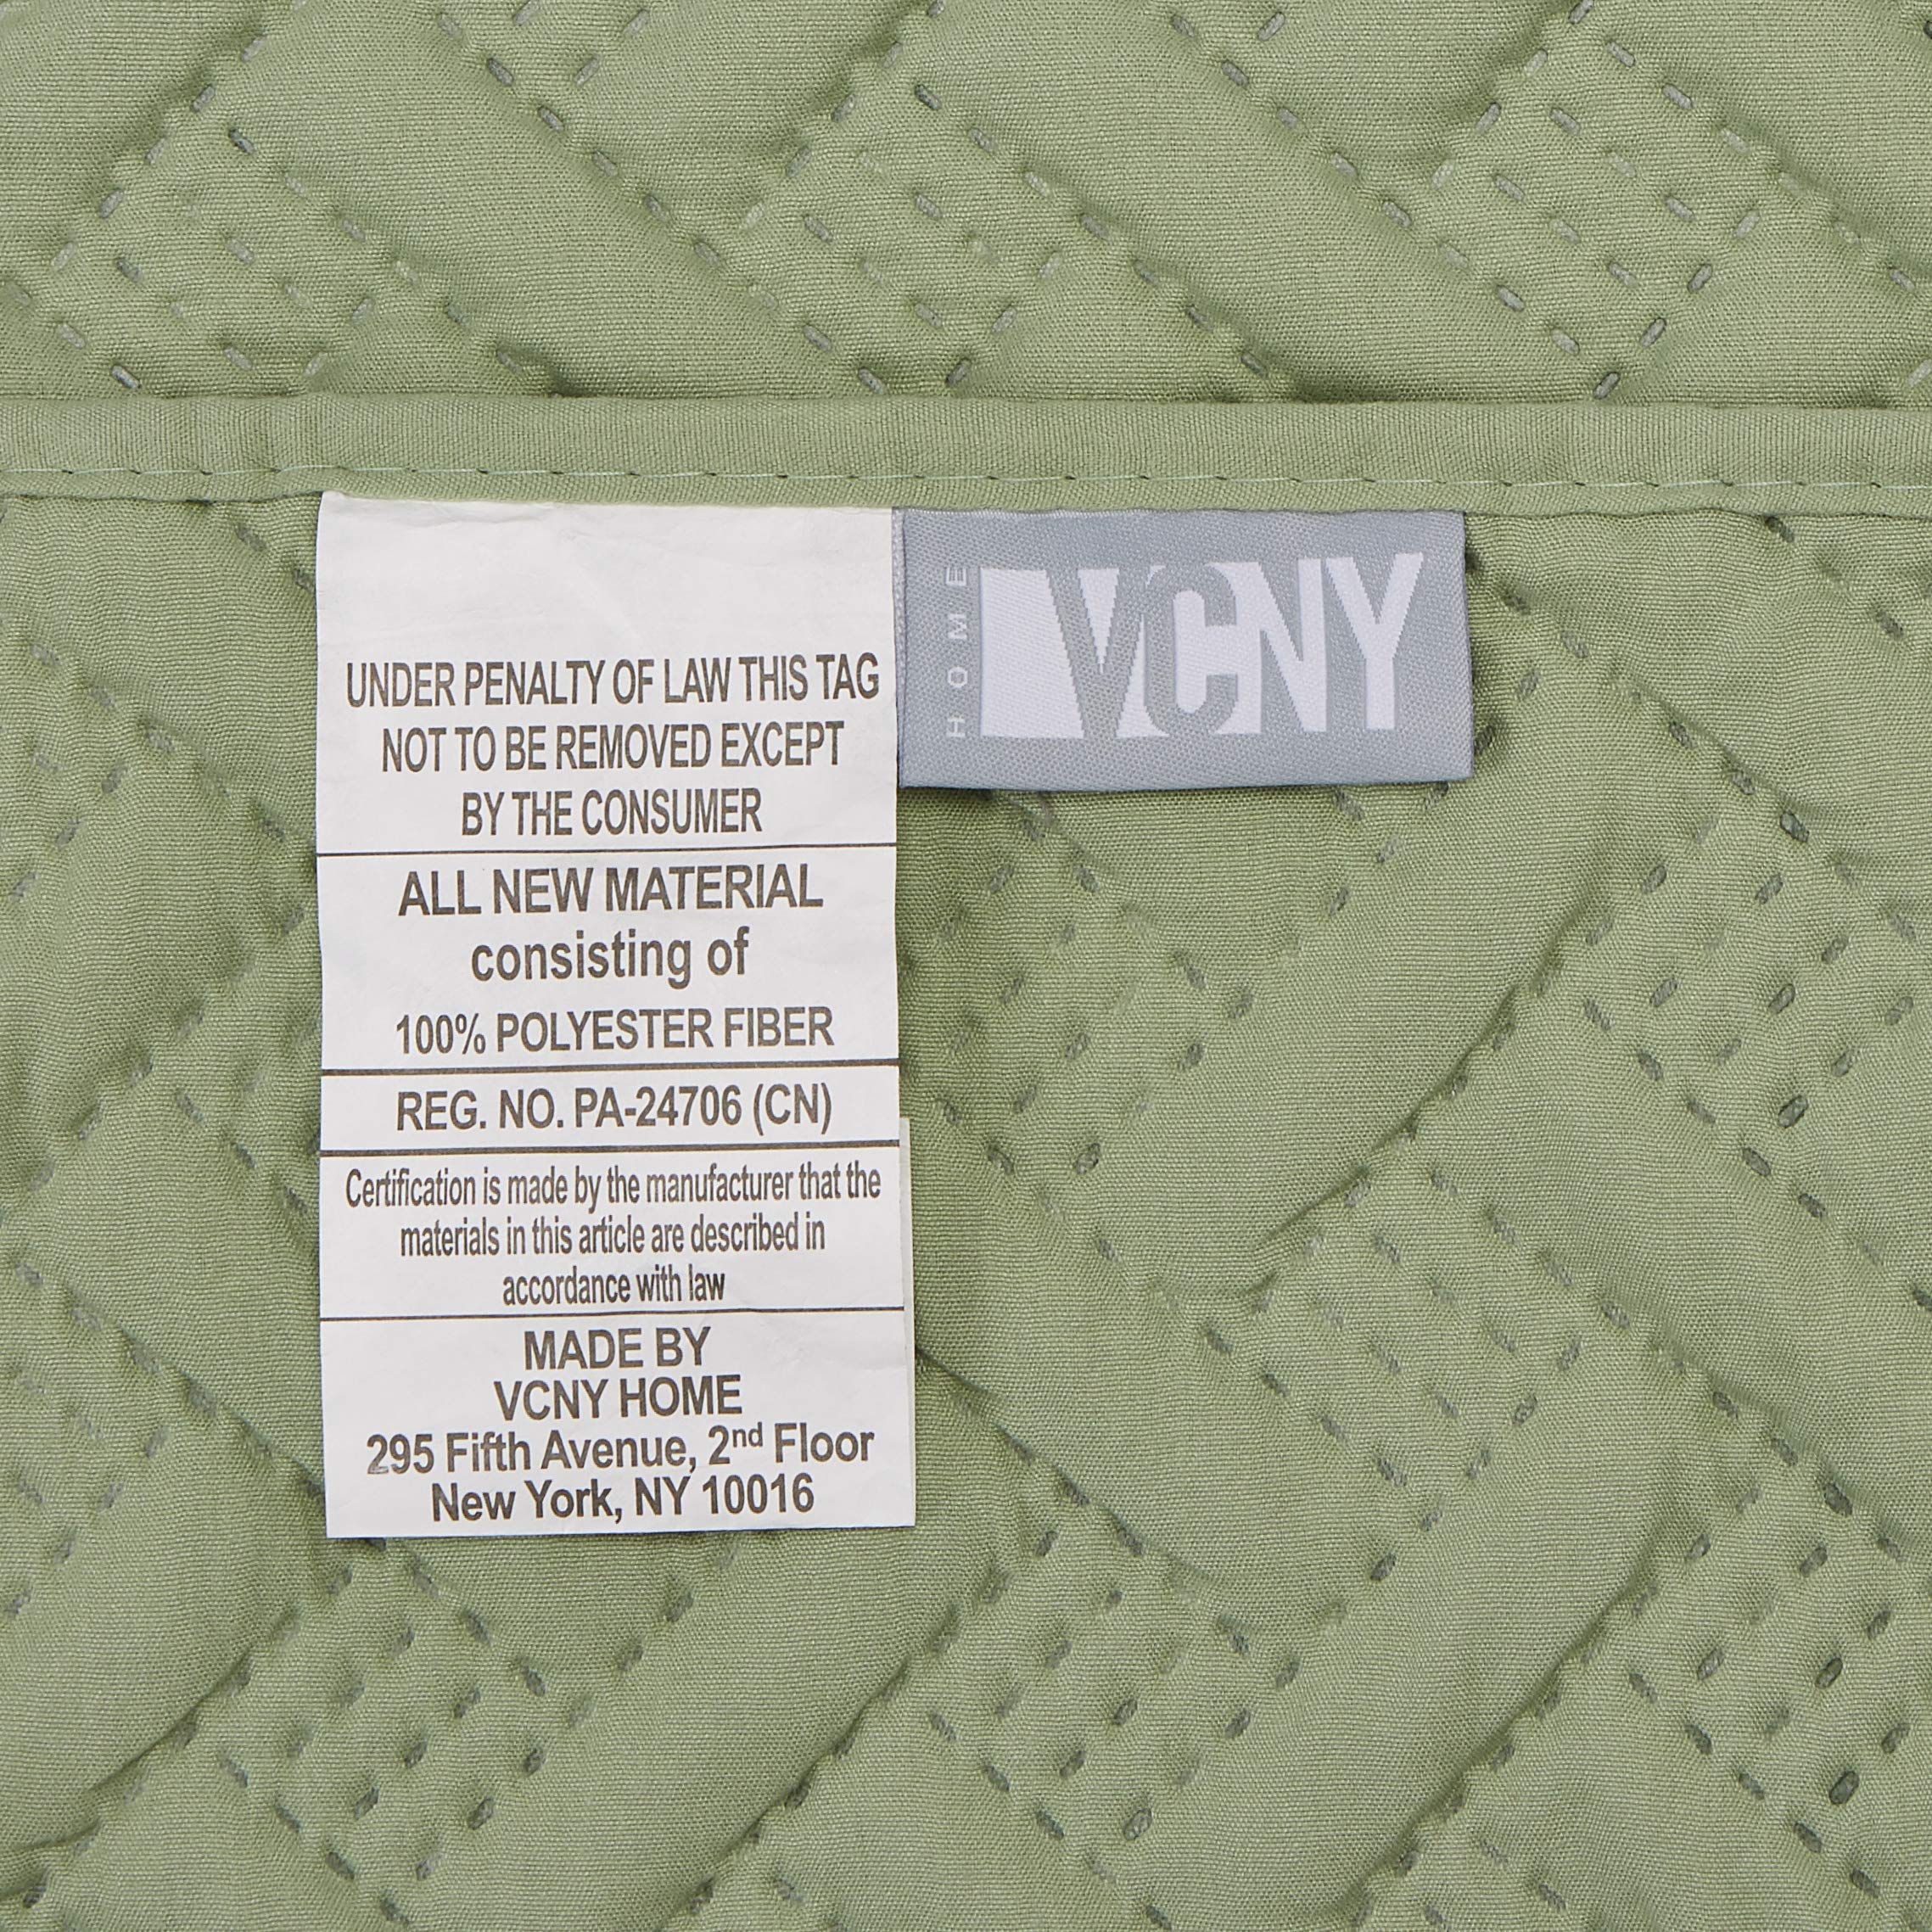 UNDER PENALTY OF LAW THIS TAG
NOT TO BE REMOVED EXCEPT
BY THE CONSUMER
ALL NEW MATERIAL
consisting of
100% POLYESTER FIBER
REG. NO. PA-24706 (CN)
Certification is made by the manufacturer that the
materials in this article are described in
accordance with law
MADE BY
VCNY HOME
295 Fifth Avenue, 2nd Floor
New York, NY 10016
HOME
VCNY